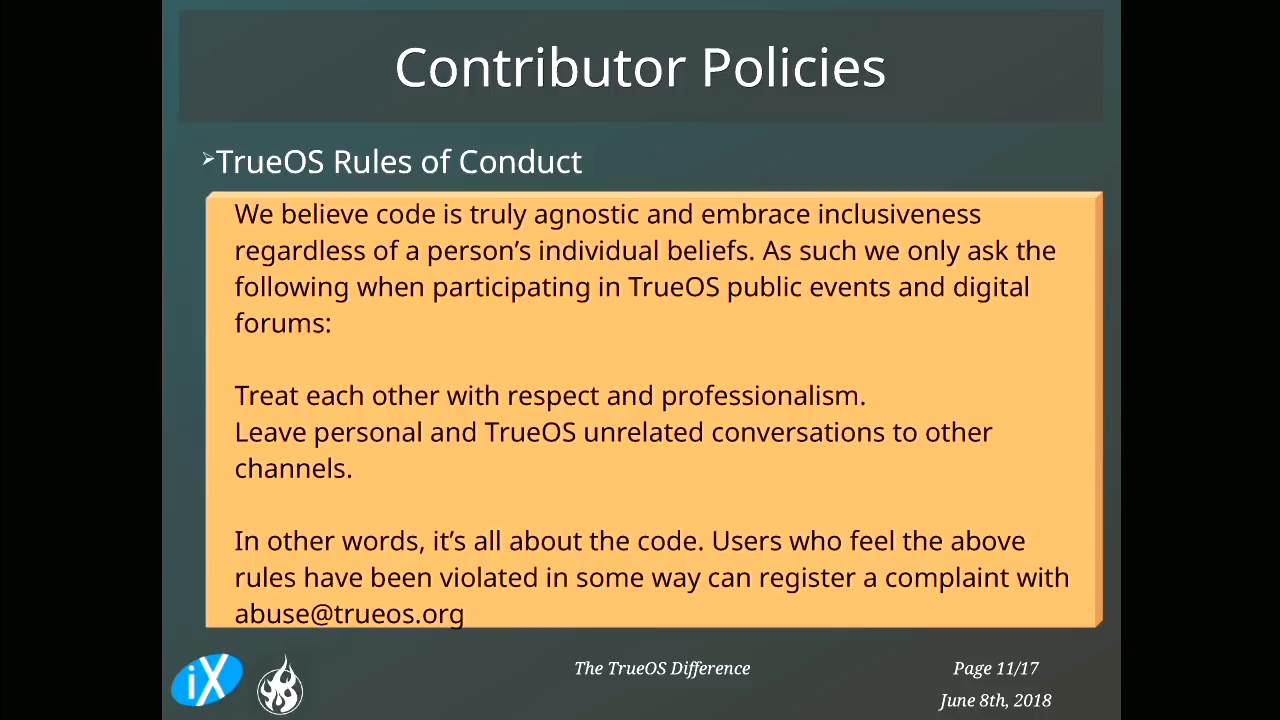 Contributor Policies
➢TrueOS Rules of Conduct
We believe code is truly agnostic and embrace inclusiveness
regardless of a person’s individual beliefs. As such we only ask the
following when participating in TrueOS public events and digital
forums:
Treat each other with respect and professionalism.
Leave personal and TrueOS unrelated conversations to other
channels.
In other words, it’s all about the code. Users who feel the above
rules have been violated in some way can register a complaint with
abuse@trueos.org
iX
The TrueOS Difference
Page 11/17
June 8th, 2018